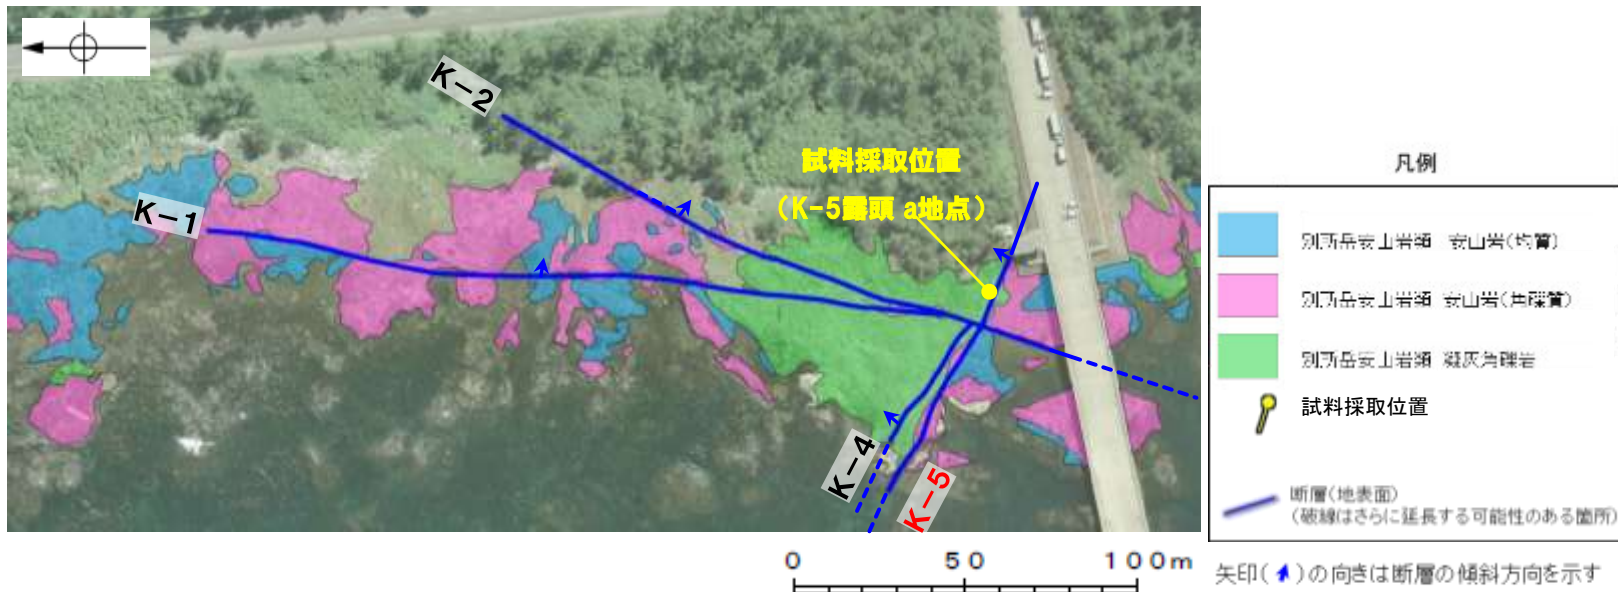 K-2
試料採取位置
(K-5露頭 a地点)
K-1
K-4
K-5
凡例
別所岳安山岩類 安山岩(均質)
別所岳安山岩類 安山岩(角礫質)
別所岳安山岩類 凝灰角礫岩
試料採取位置
断層(地表面)
(破線はさらに延長する可能性のある箇所)
0 50 100m
矢印( )の向きは断層の傾斜方向を示す